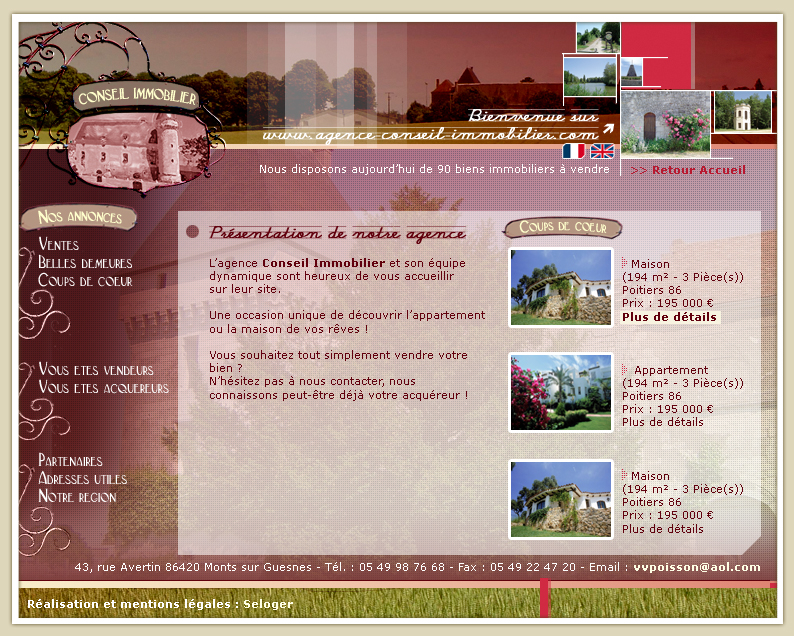 CONSEIL IMMOBILIER
Bienvenue sur
www.agence-conseil-immobilier.com
Nous disposons aujourd'hui de 90 biens immobiliers à vendre
>> Retour Accueil
NOS ANNONCES
VENTES
BELLES DEMEURES
COUPS DE COEUR
VOUS ETES VENDEURS
VOUS ETES ACQUEREURS
PARTENAIRES
ADRESSES UTILES
NOTRE REGION
Présentation de notre agence
L'agence Conseil Immobilier et son équipe
dynamique sont heureux de vous accueillir
sur leur site.
Une occasion unique de découvrir l'appartement
ou la maison de vos rêves !
Vous souhaitez tout simplement vendre votre
bien ?
N'hésitez pas à nous contacter, nous
connaissons peut-être déjà votre acquéreur !
COUPS DE COEUR
Maison
(194 m² - 3 Pièce(s))
Poitiers 86
Prix : 195 000 €
Plus de détails
Appartement
(194 m² - 3 Pièce(s))
Poitiers 86
Prix : 195 000 €
Plus de détails
Maison
(194 m² - 3 Pièce(s))
Poitiers 86
Prix : 195 000 €
Plus de détails
43, rue Avertin 86420 Monts sur Guesnes - Tél. : 05 49 98 76 68 - Fax : 05 49 22 47 20 - Email : vvpoisson@aol.com
Réalisation et mentions légales : Seloger